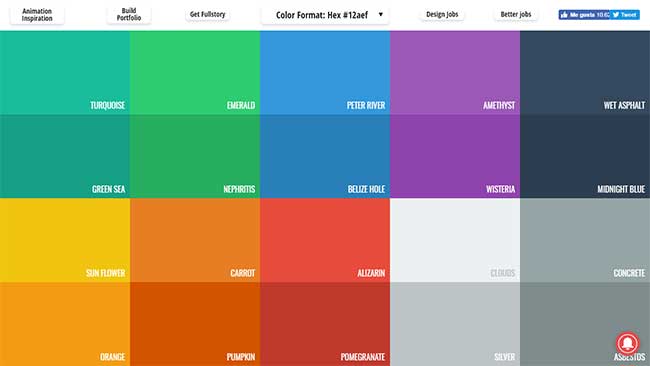 Animation
Inspiration
Build
Portfolio
Get Fullstory
Color Format: Hex #12aef
Design Jobs
Better jobs
Me gusta 10.62
Tweet
TURQUOISE
EMERALD
PETER RIVER
AMETHYST
WET ASPHALT
GREEN SEA
NEPHRITIS
BELIZE HOLE
WISTERIA
MIDNIGHT BLUE
SUN FLOWER
CARROT
ALIZARIN
CLOUDS
CONCRETE
ORANGE
PUMPKIN
POMEGRANATE
SILVER
ASBESTOS